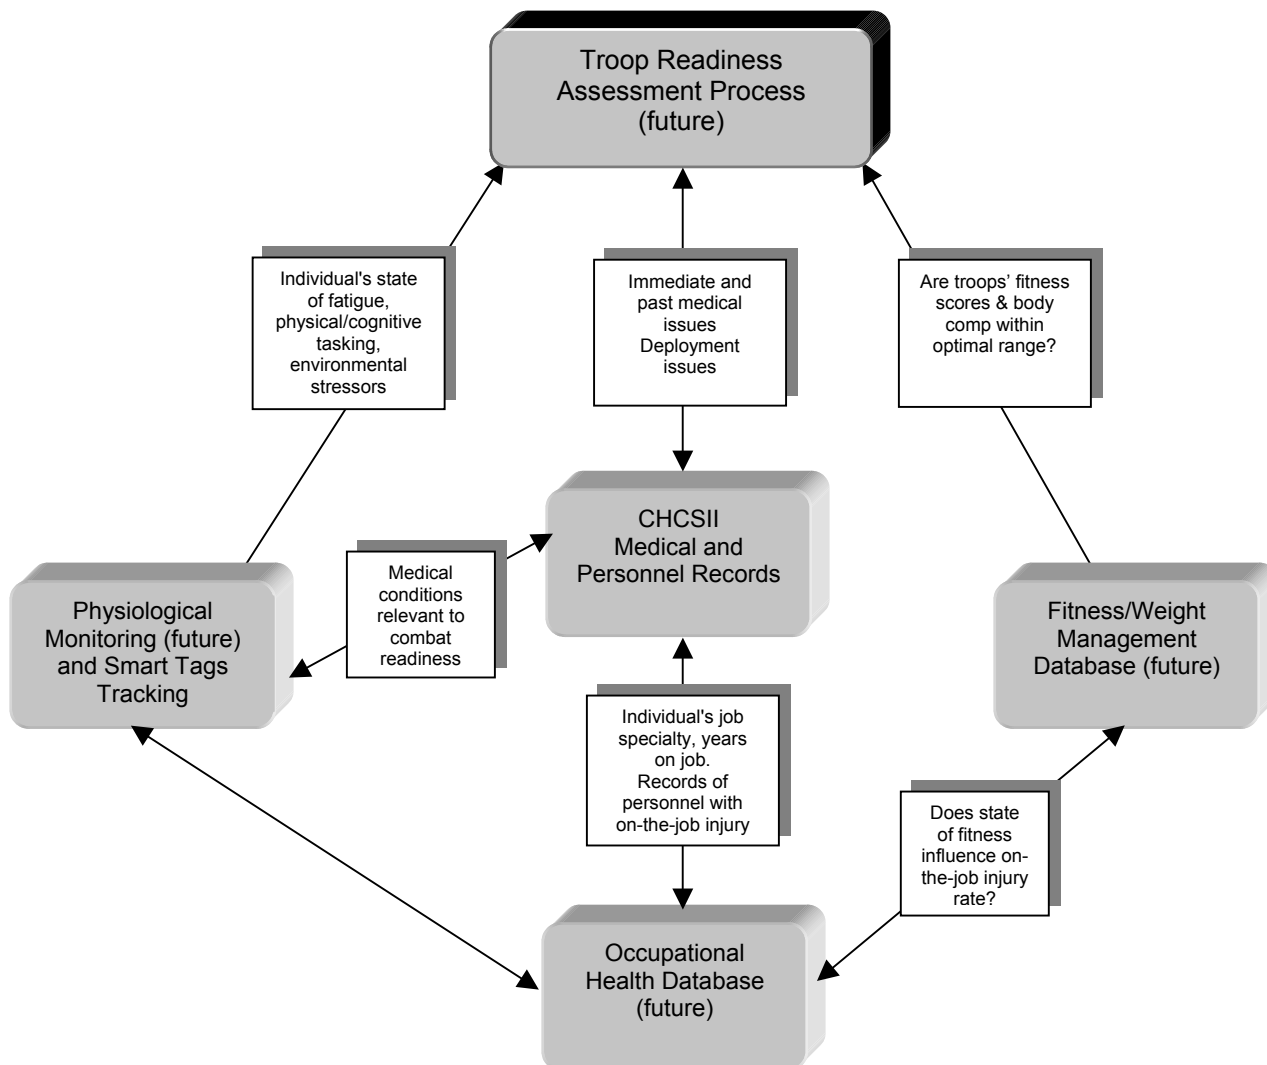 Troop Readiness
Assessment Process
(future)
Individual's state
of fatigue,
physical/cognitive
tasking,
environmental
stressors
Immediate and
past medical
issues
Deployment
issues
Are troops’ fitness
scores & body
comp within
optimal range?
CHCSII
Medical and
Personnel Records
Medical
conditions
relevant to
combat
readiness
Physiological
Monitoring (future)
and Smart Tags
Tracking
Fitness/Weight
Management
Database (future)
Individual's job
specialty, years
on job.
Records of
personnel with
on-the-job injury
Does state
of fitness
influence on-
the-job injury
rate?
Occupational
Health Database
(future)